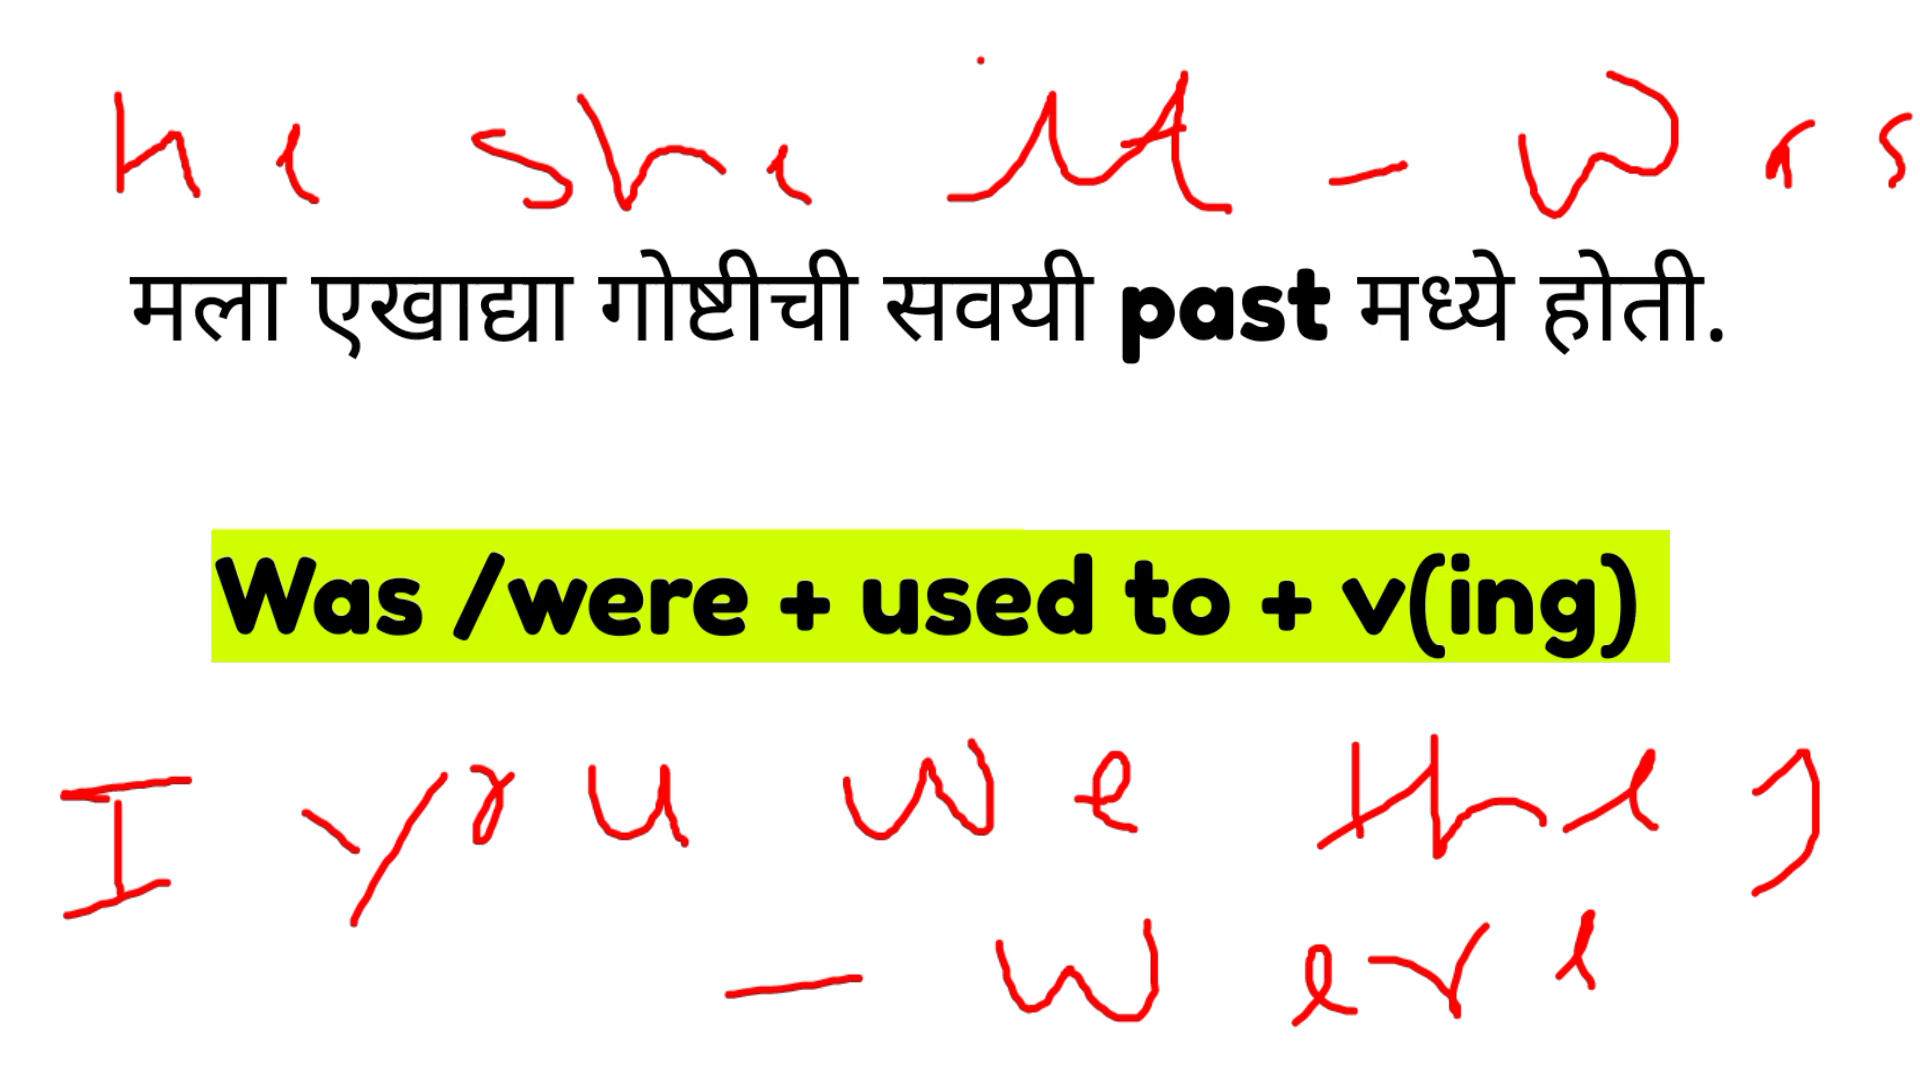 he she it - was
मला एखाद्या गोष्टीची सवयी past मध्ये होती.
Was /were + used to + v(ing)
I you we they
- were